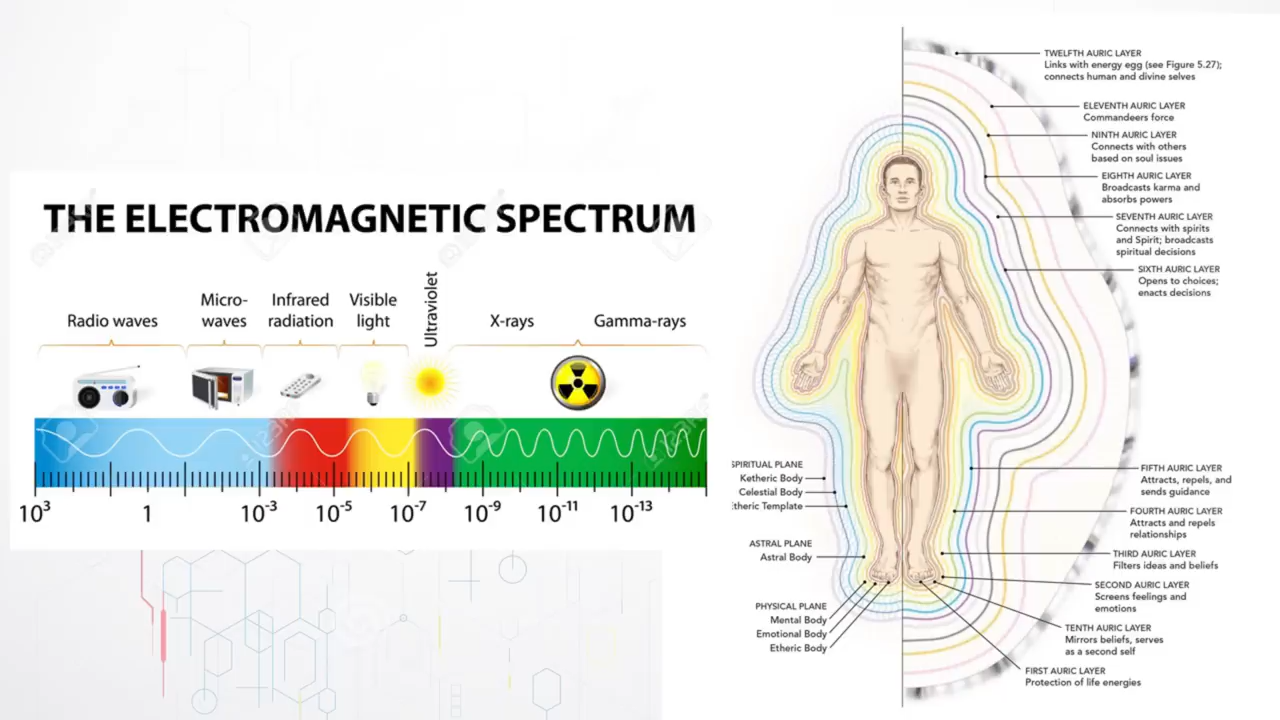 THE ELECTROMAGNETIC SPECTRUM
Radio waves
Micro-
waves
Infrared
radiation
Visible
light
Ultraviolet
X-rays
Gamma-rays
10³
1
10⁻³
10⁻⁵
10⁻⁷
10⁻⁹
10⁻¹¹
10⁻¹³
TWELFTH AURIC LAYER
Links with energy egg (see Figure 5.27);
connects human and divine selves
ELEVENTH AURIC LAYER
Commandeers force
NINTH AURIC LAYER
Connects with others
based on soul issues
EIGHTH AURIC LAYER
Broadcasts karma and
absorbs powers
SEVENTH AURIC LAYER
Connects with spirits
and Spirit; broadcasts
spiritual decisions
SIXTH AURIC LAYER
Opens to choices;
enacts decisions
SPIRITUAL PLANE
Ketheric Body
Celestial Body
Etheric Template
ASTRAL PLANE
Astral Body
PHYSICAL PLANE
Mental Body
Emotional Body
Etheric Body
FIFTH AURIC LAYER
Attracts, repels, and
sends guidance
FOURTH AURIC LAYER
Attracts and repels
relationships
THIRD AURIC LAYER
Filters ideas and beliefs
SECOND AURIC LAYER
Screens feelings and
emotions
TENTH AURIC LAYER
Mirrors beliefs, serves
as a second self
FIRST AURIC LAYER
Protection of life energies